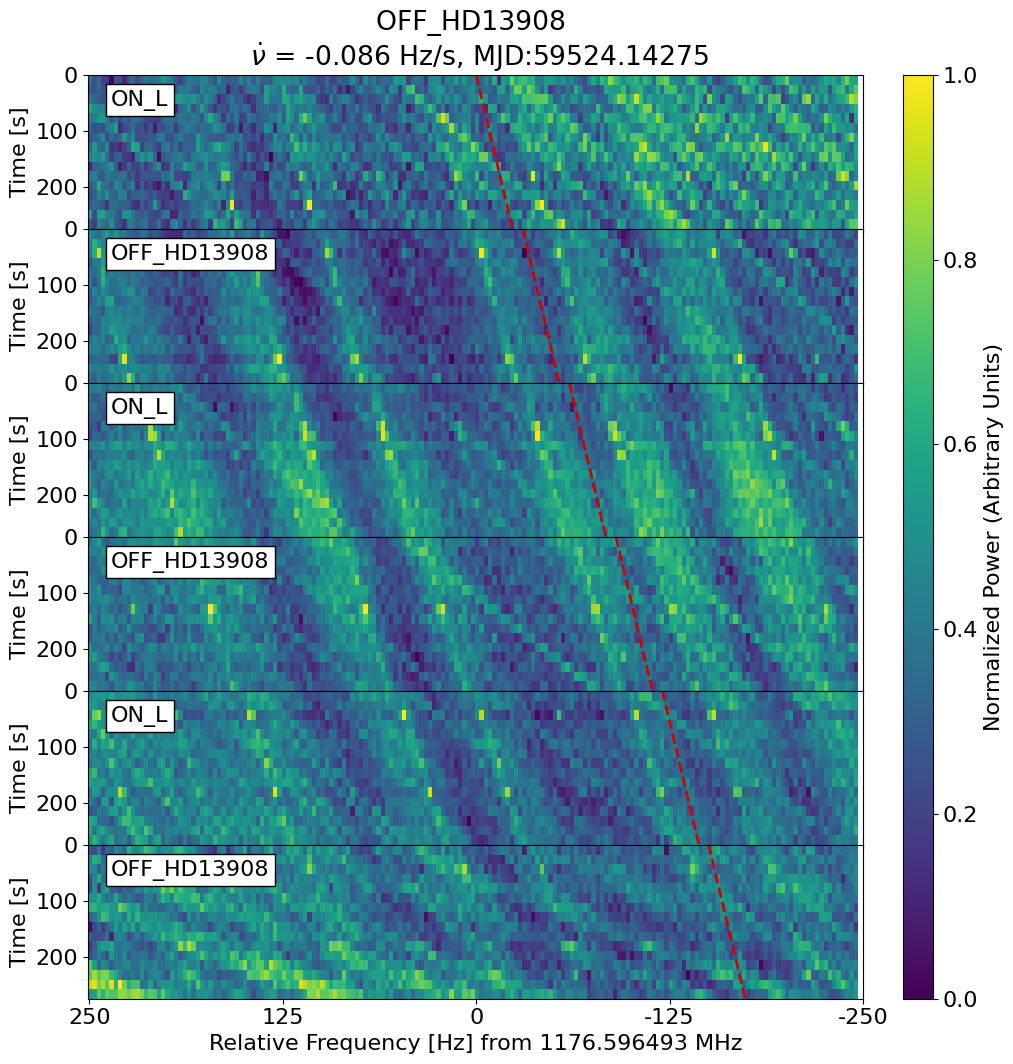 OFF_HD13908
ν̇ = -0.086 Hz/s, MJD:59524.14275
ON_L
OFF_HD13908
ON_L
OFF_HD13908
ON_L
OFF_HD13908
0
100
200
0
100
200
0
100
200
0
100
200
0
100
200
0
100
200
Time [s]
Time [s]
Time [s]
Time [s]
Time [s]
Time [s]
250
125
0
-125
-250
Relative Frequency [Hz] from 1176.596493 MHz
1.0
0.8
0.6
0.4
0.2
0.0
Normalized Power (Arbitrary Units)